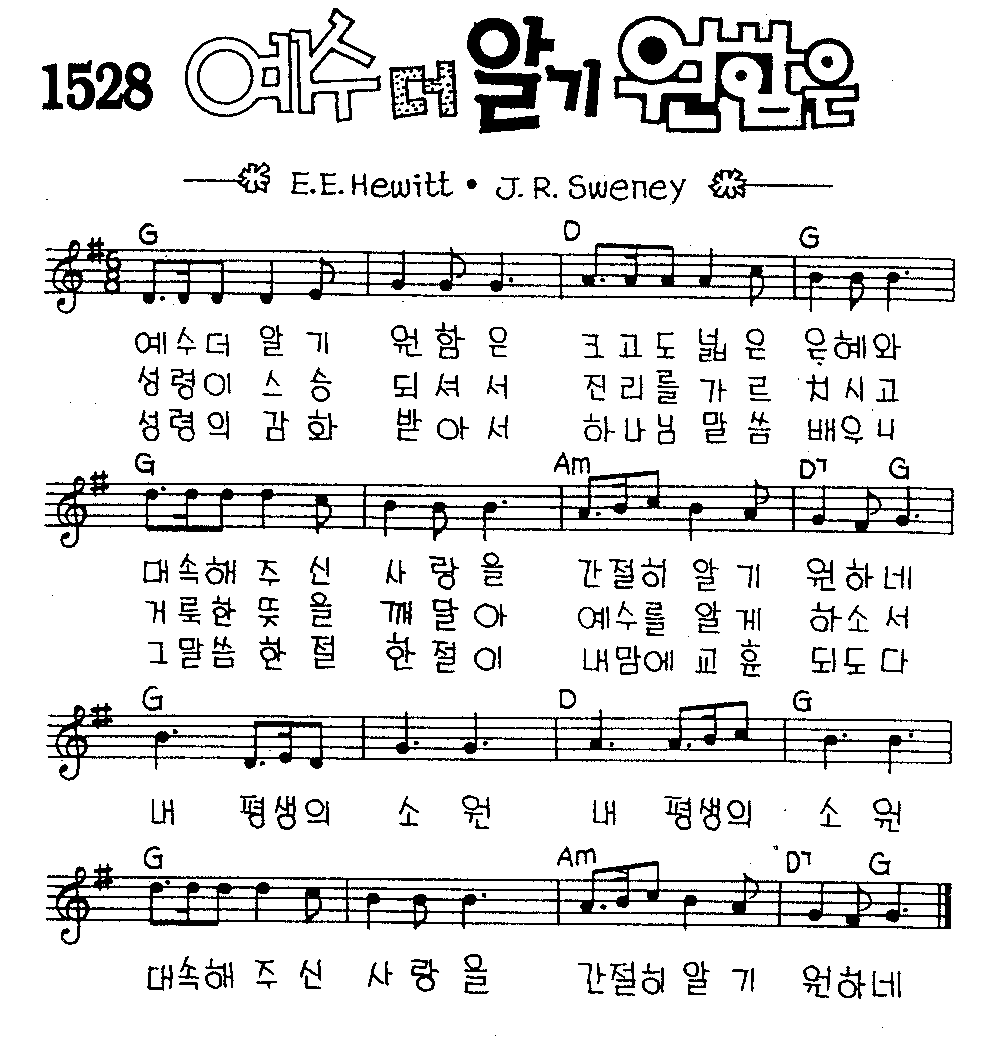 1528 예수 더 알기 원함은
E.E. Hewitt • J.R. Sweney
G D G
예수더 알 기 원 함 은 크고도 넓 은 은혜와
성령이 스 승 되 셔 서 진리를 가 르 치시고
성령의 감 화 받 아 서 하나님 말 씀 배우니
G Am D7 G
대속해 주 신 사 랑 을 간절히 알 기 원하네
거룩한 뜻 을 깨 달 아 예수를 알 게 하소서
그말씀 한 절 한 절 이 내맘에 교 훈 되도다
G D G
내 평생의 소 원 내 평생의 소 원
G Am D7 G
대속해 주 신 사 랑 을 간절히 알 기 원하네